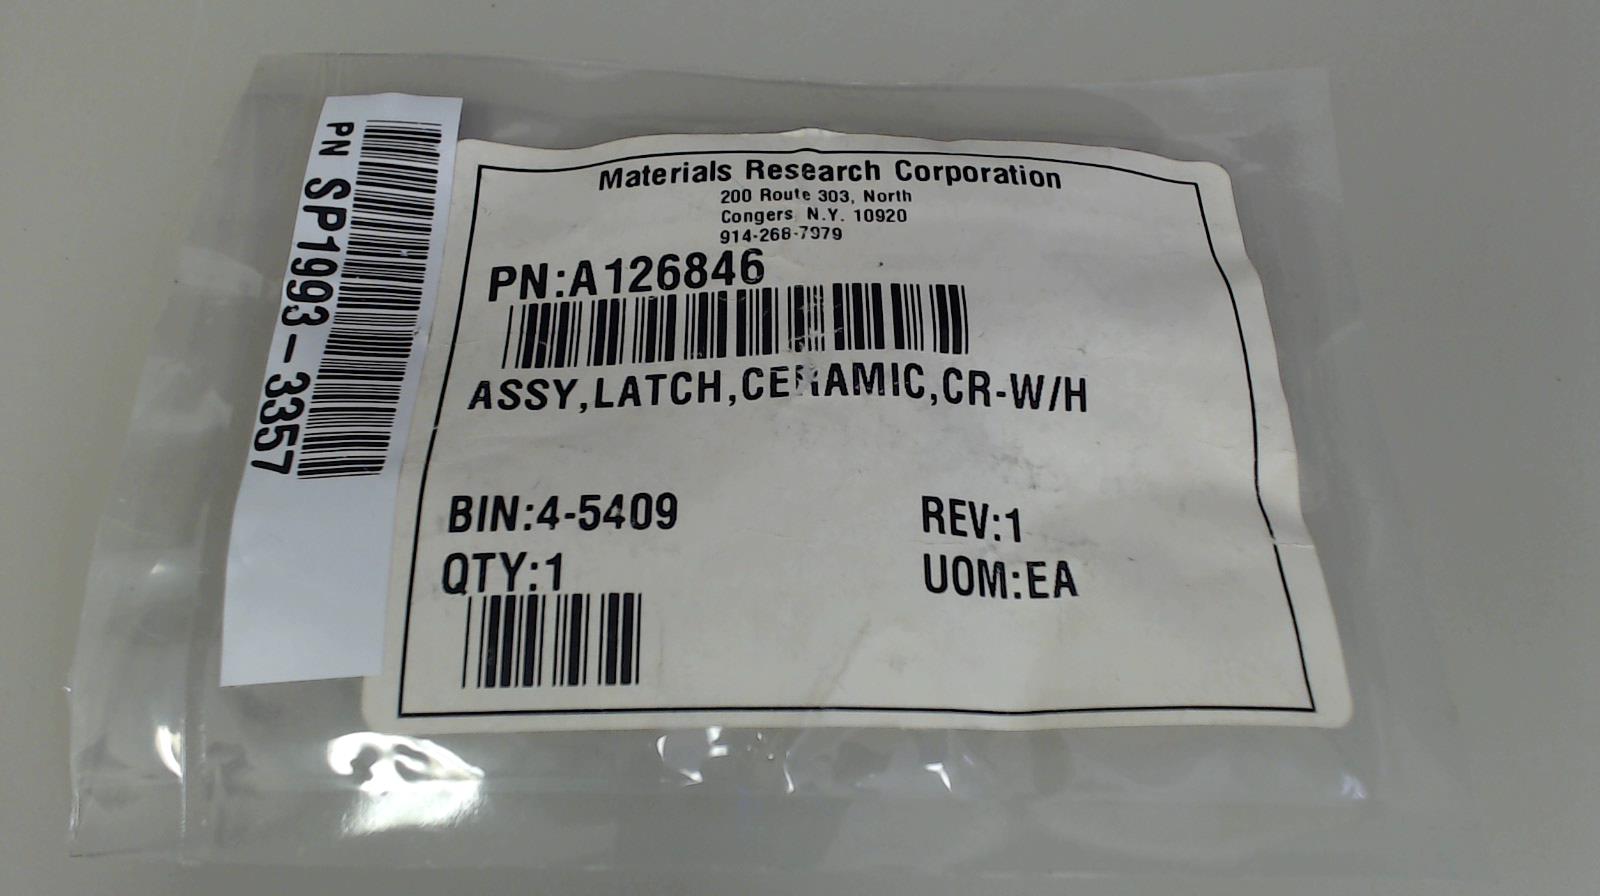 PN SP1993-3357
Materials Research Corporation
200 Route 303, North
Congers N.Y. 10920
914-268-7979
PN:A126846
ASSY,LATCH,CERAMIC,CR-W/H
BIN:4-5409
REV:1
QTY:1
UOM:EA